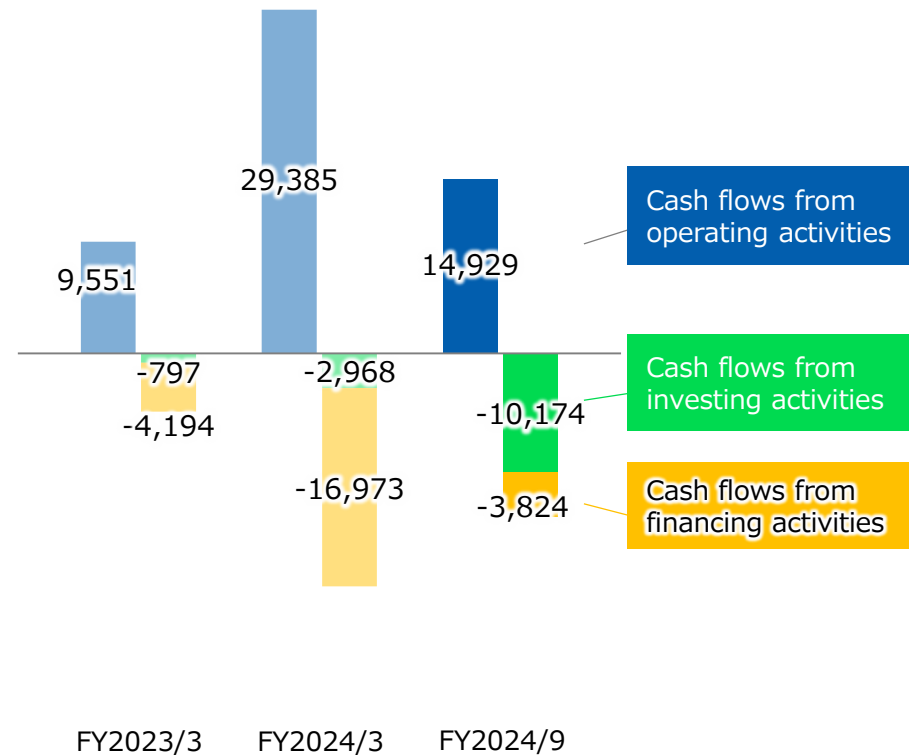 29,385
9,551
14,929
Cash flows from
operating activities
-797
-4,194
-2,968
-16,973
-10,174
-3,824
Cash flows from
investing activities
Cash flows from
financing activities
FY2023/3
FY2024/3
FY2024/9